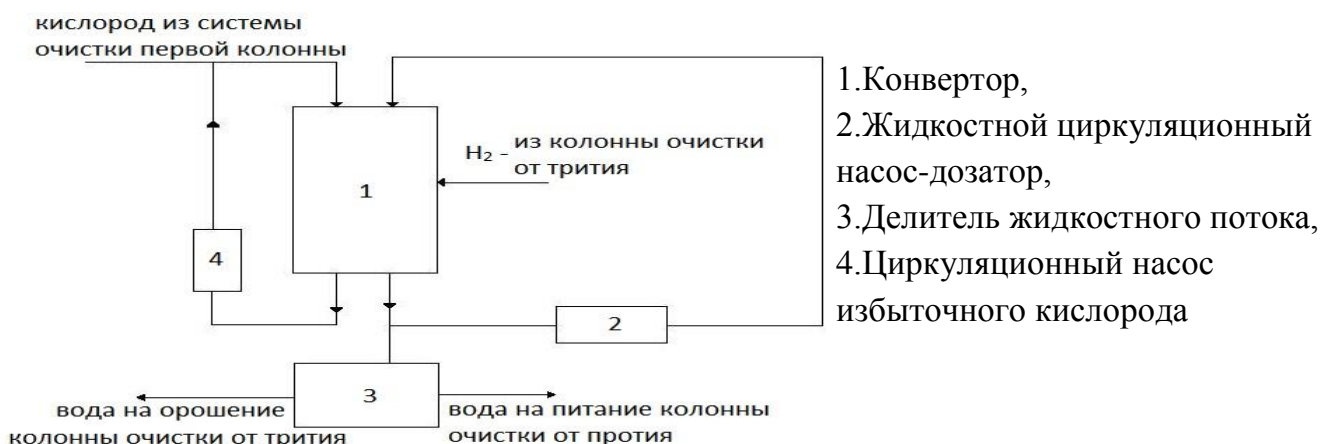 кислород из системы
очистки первой колонны
H₂ - из колонны очистки
от трития
1
4
2
3
вода на орошение
колонны очистки от трития
вода на питание колонны
очистки от протия
1.Конвертор,
2.Жидкостной циркуляционный
насос-дозатор,
3.Делитель жидкостного потока,
4.Циркуляционный насос
избыточного кислорода